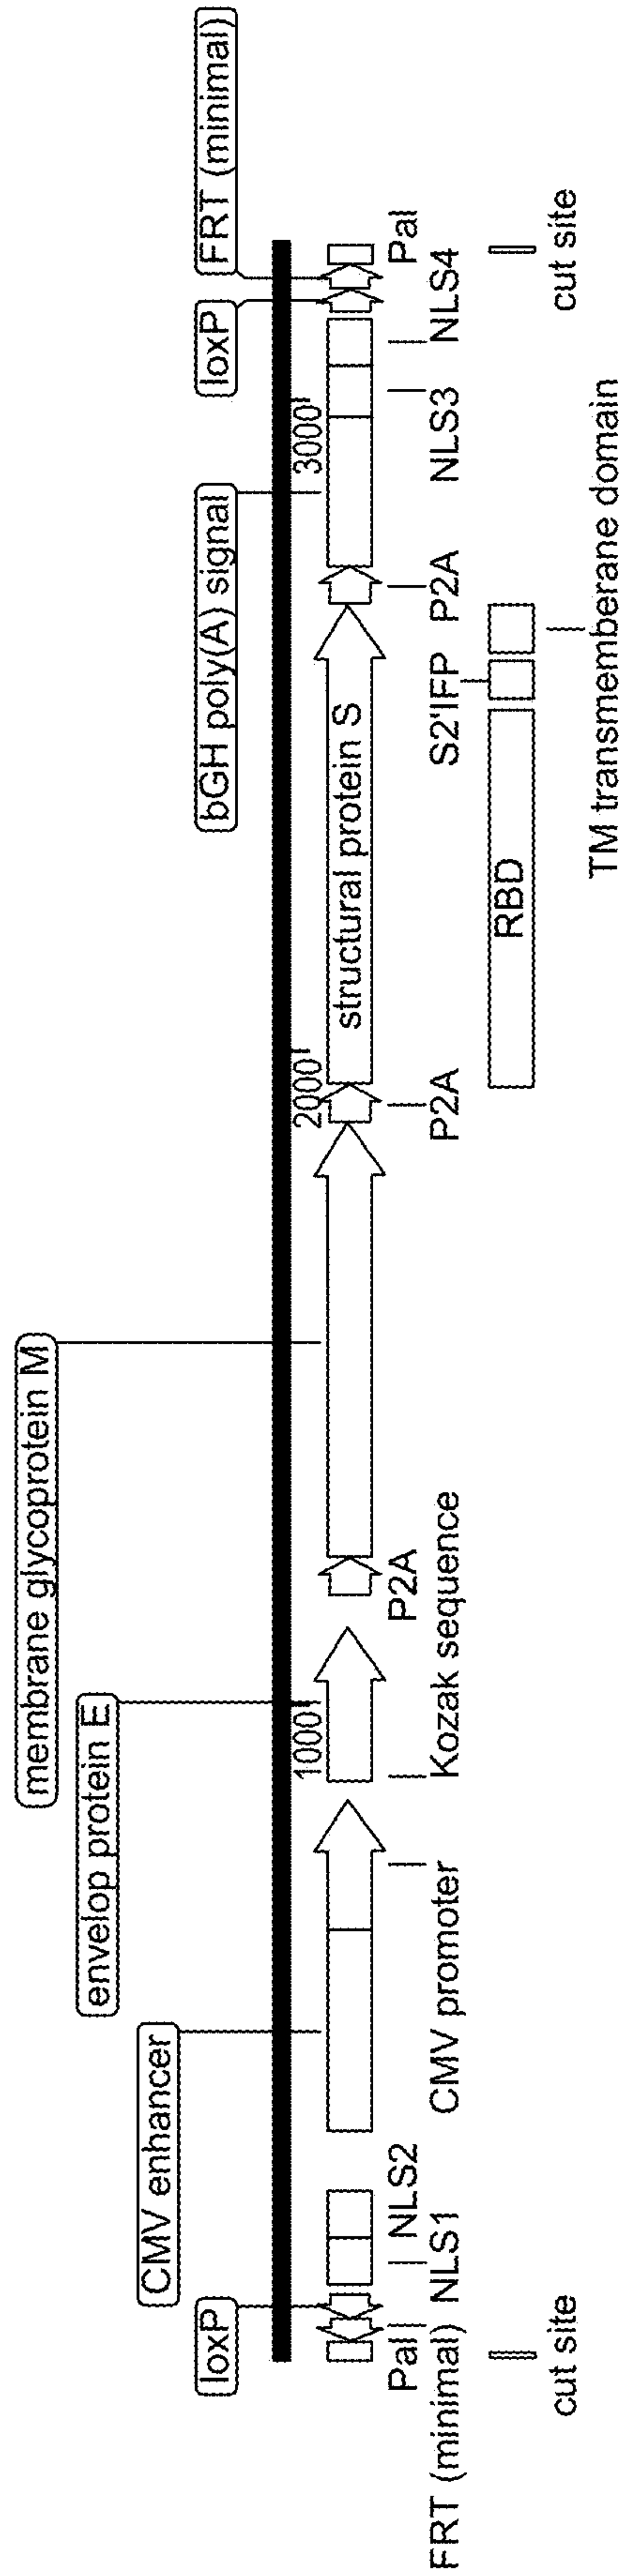 membrane glycoprotein M
envelop protein E
CMV enhancer
loxP
bGH poly(A) signal
loxP
FRT (minimal)
1000
2000
3000
structural protein S
Pal
NLS2
P2A
Pal
FRT (minimal)
NLS1
CMV promoter
Kozak sequence
P2A
S2'IFP
P2A
NLS3
NLS4
RBD
cut site
cut site
TM transmemberane domain